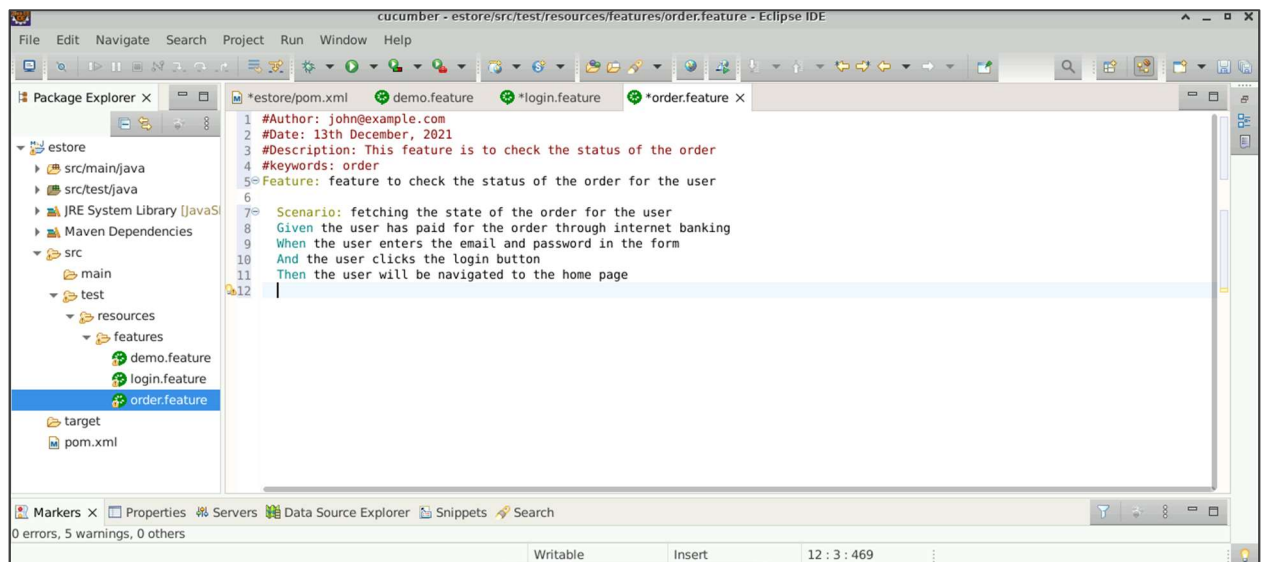 cucumber - estore/src/test/resources/features/order.feature - Eclipse IDE
File Edit Navigate Search Project Run Window Help
Package Explorer
*estore/pom.xml demo.feature *login.feature *order.feature
estore
src/main/java
src/test/java
JRE System Library [JavaS
Maven Dependencies
src
main
test
resources
features
demo.feature
login.feature
order.feature
target
pom.xml
1 #Author: john@example.com
2 #Date: 13th December, 2021
3 #Description: This feature is to check the status of the order
4 #keywords: order
5 Feature: feature to check the status of the order for the user
6
7 Scenario: fetching the state of the order for the user
8 Given the user has paid for the order through internet banking
9 When the user enters the email and password in the form
10 And the user clicks the login button
11 Then the user will be navigated to the home page
12
Markers Properties Servers Data Source Explorer Snippets Search
0 errors, 5 warnings, 0 others
Writable Insert 12 : 3 : 469